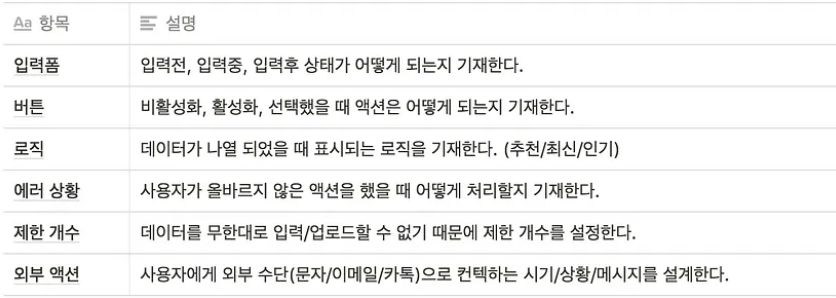 Aa 항목 설명
입력폼 입력전, 입력중, 입력후 상태가 어떻게 되는지 기재한다.
버튼 비활성화, 활성화, 선택했을 때 액션은 어떻게 되는지 기재한다.
로직 데이터가 나열 되었을 때 표시되는 로직을 기재한다. (추천/최신/인기)
에러 상황 사용자가 올바르지 않은 액션을 했을 때 어떻게 처리할지 기재한다.
제한 개수 데이터를 무한대로 입력/업로드할 수 없기 때문에 제한 개수를 설정한다.
외부 액션 사용자에게 외부 수단(문자/이메일/카톡)으로 컨텍하는 시기/상황/메시지를 설계한다.